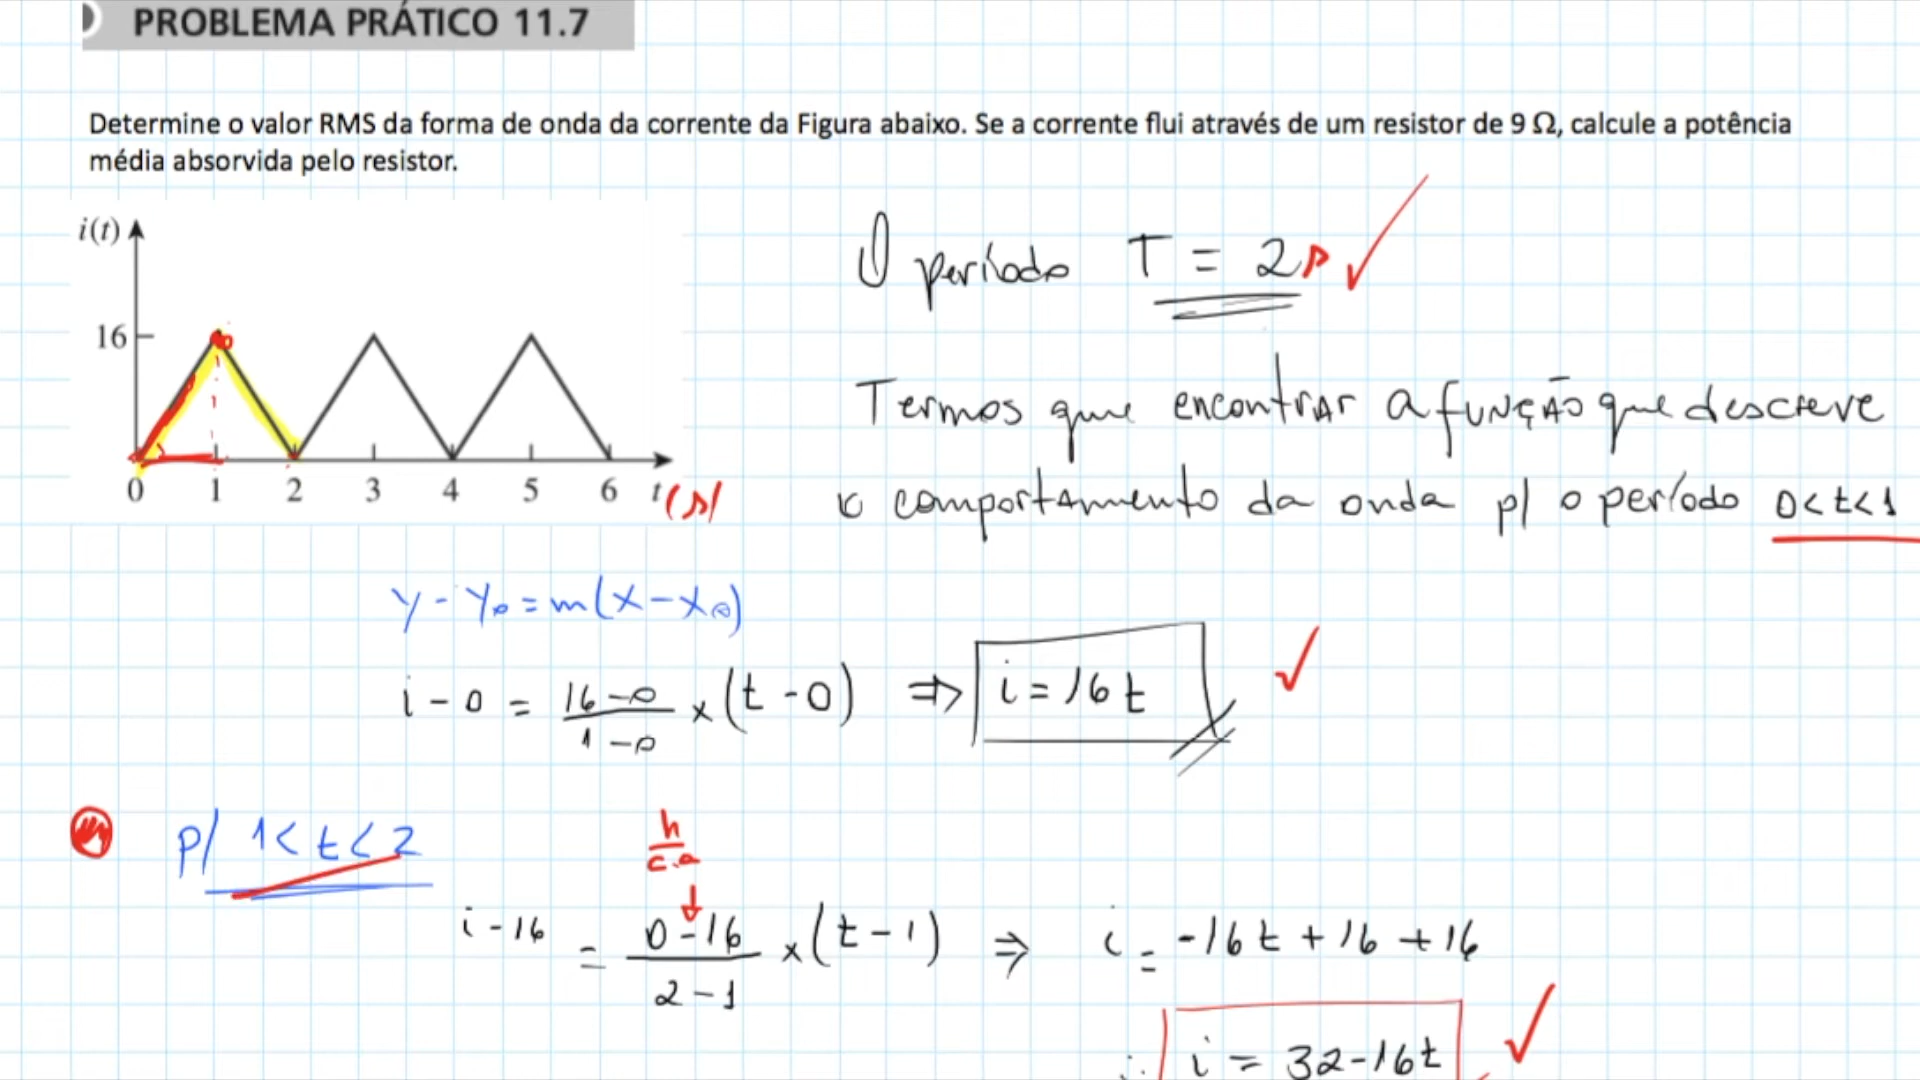 PROBLEMA PRÁTICO 11.7
Determine o valor RMS da forma de onda da corrente da Figura abaixo. Se a corrente flui através de um resistor de 9 Ω, calcule a potência
média absorvida pelo resistor.
i(t)
16
0 1 2 3 4 5 6 t(s)
O período T = 2s
Termos que encontrar a função que descreve
o comportamento da onda p/ o período 0<t<1
y-y0=m(x-x0)
i-0 = (16-0)/(1-0) x (t-0) ⇒ i=16t
p/ 1<t<2
h/c.a
↓
i-16 = (0-16)/(2-1) x (t-1) ⇒ i = -16t+16+16
∴ i = 32-16t